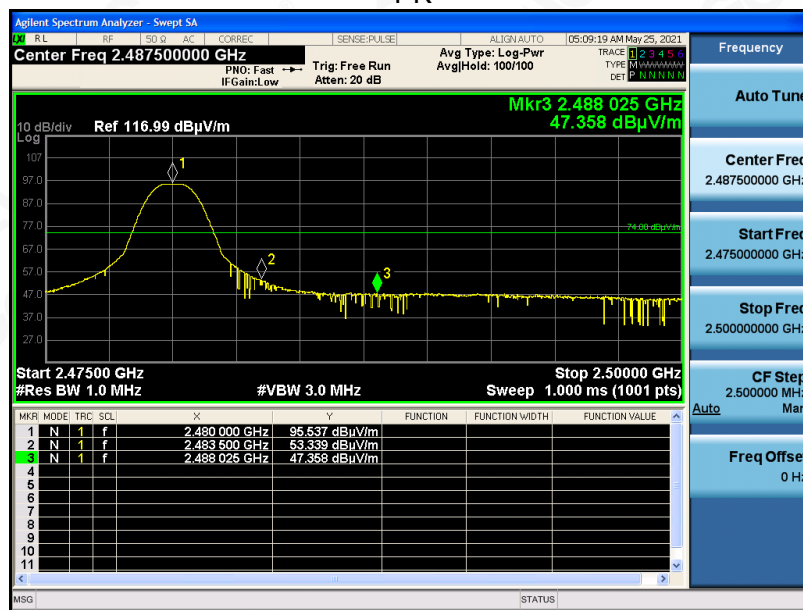 PK
Agilent Spectrum Analyzer - Swept SA
LXI RL RF 50 Ω AC CORREC SENSE:PULSE ALIGN AUTO 05:09:19 AM May 25, 2021
Center Freq 2.487500000 GHz
PNO: Fast
IFGain:Low
Trig: Free Run
Atten: 20 dB
Avg Type: Log-Pwr
Avg|Hold: 100/100
TRACE 1 2 3 4 5 6
TYPE M
DET P N N N N N
Frequency
Auto Tune
Center Freq
2.487500000 GHz
Start Freq
2.475000000 GHz
Stop Freq
2.500000000 GHz
CF Step
2.500000 MHz
Auto Man
Freq Offset
0 Hz
Mkr3 2.488 025 GHz
47.358 dBµV/m
10 dB/div Ref 116.99 dBµV/m
Log
107
97.0
87.0
77.0
67.0
57.0
47.0
37.0
27.0
1
2
3
74.00 dBµV/m
Start 2.47500 GHz Stop 2.50000 GHz
#Res BW 1.0 MHz #VBW 3.0 MHz Sweep 1.000 ms (1001 pts)
MKR MODE TRC SCL X Y FUNCTION FUNCTION WIDTH FUNCTION VALUE
1 N 1 f 2.480 000 GHz 95.537 dBµV/m
2 N 1 f 2.483 500 GHz 53.339 dBµV/m
3 N 1 f 2.488 025 GHz 47.358 dBµV/m
4
5
6
7
8
9
10
11
MSG STATUS